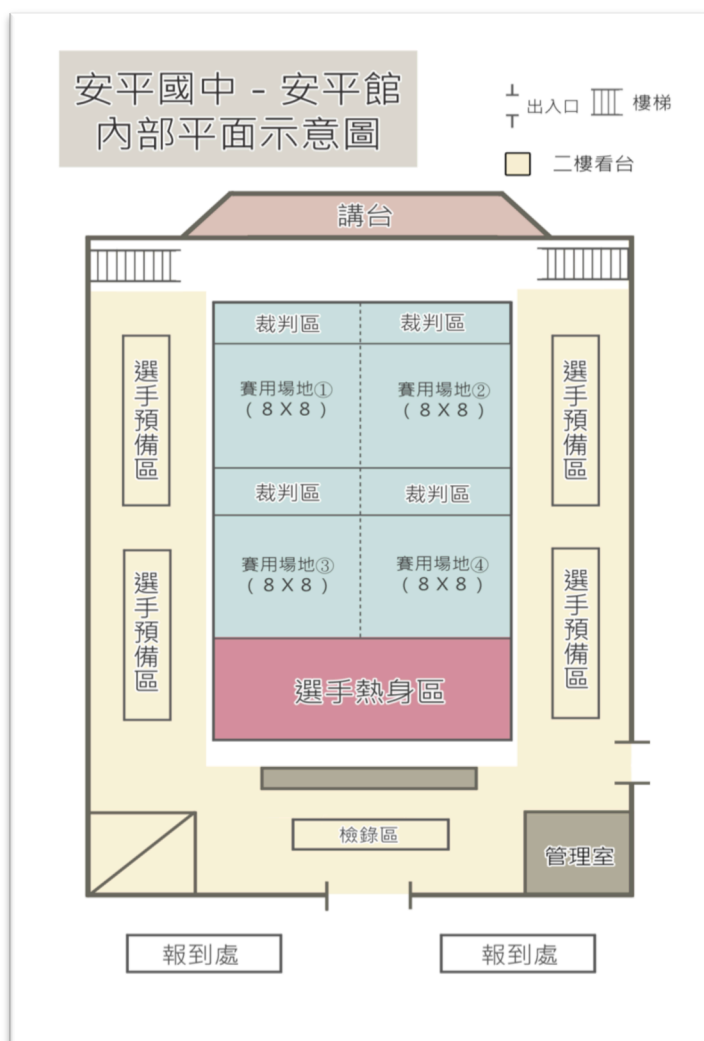 安平國中 - 安平館
內部平面示意圖
出入口
樓梯
二樓看台
講台
裁判區
裁判區
賽用場地①
(8X8)
賽用場地②
(8X8)
選手預備區
選手預備區
裁判區
裁判區
賽用場地③
(8X8)
賽用場地④
(8X8)
選手預備區
選手預備區
選手熱身區
檢錄區
管理室
報到處
報到處